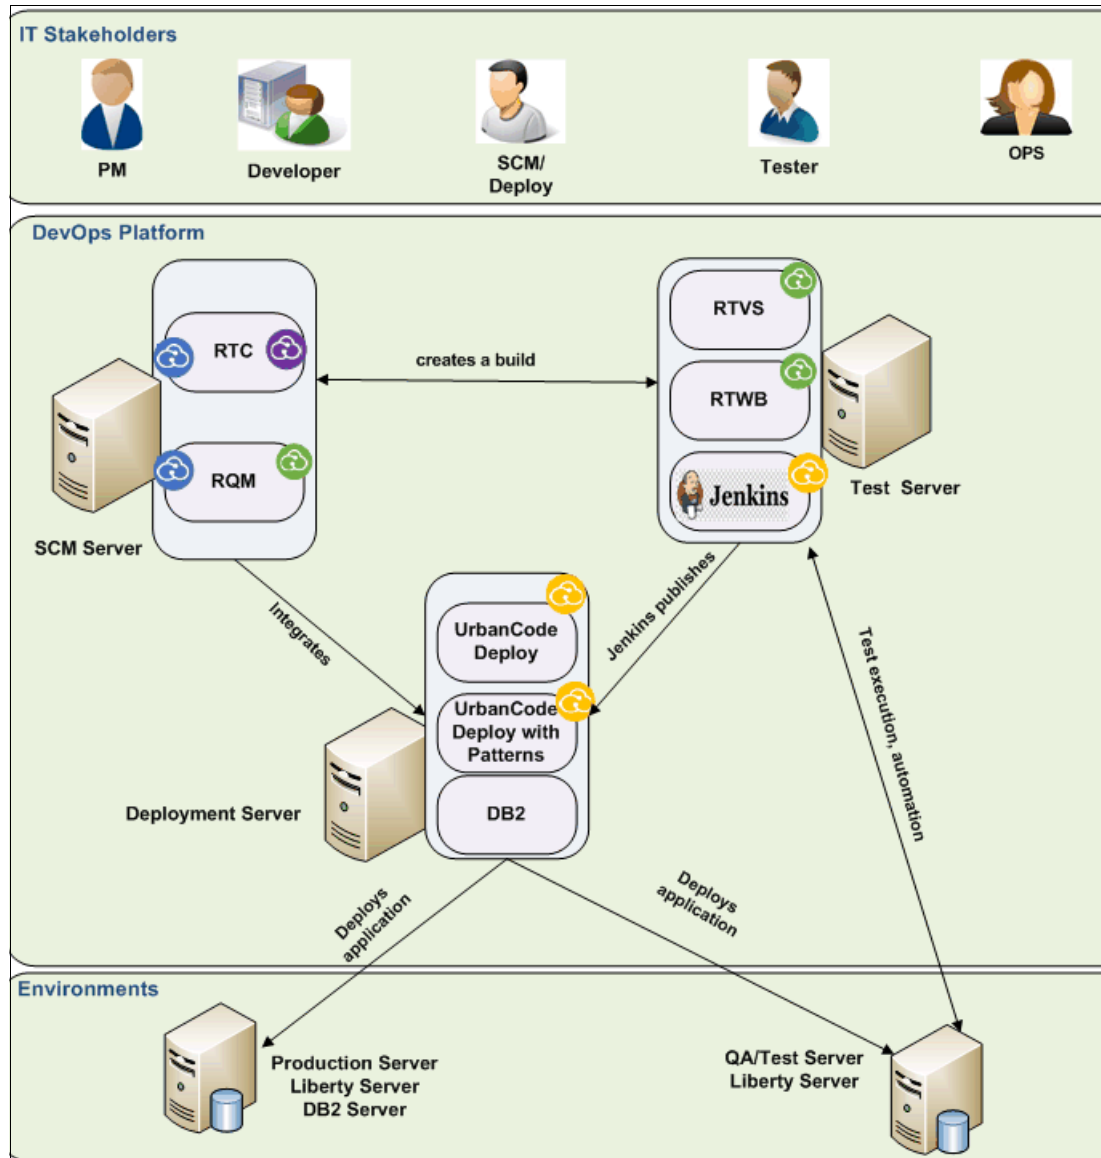 IT Stakeholders
PM
Developer
SCM/
Deploy
Tester
OPS
DevOps Platform
RTC
RQM
SCM Server
creates a build
RTVS
RTWB
Jenkins
Test Server
Integrates
Jenkins publishes
UrbanCode
Deploy
UrbanCode
Deploy with
Patterns
DB2
Deployment Server
Test execution, automation
Deploys
application
Deploys
application
Environments
Production Server
Liberty Server
DB2 Server
QA/Test Server
Liberty Server